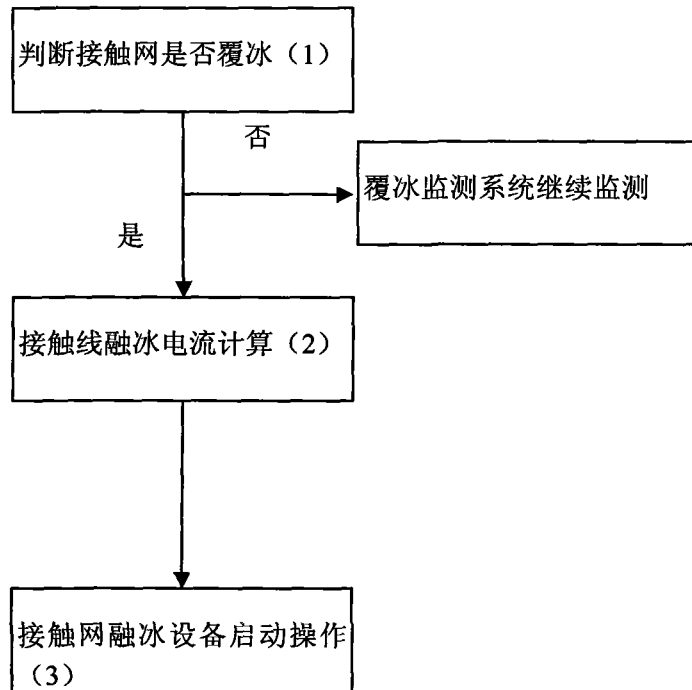 判断接触网是否覆冰（1）
否
覆冰监测系统继续监测
是
接触线融冰电流计算（2）
接触网融冰设备启动操作
（3）